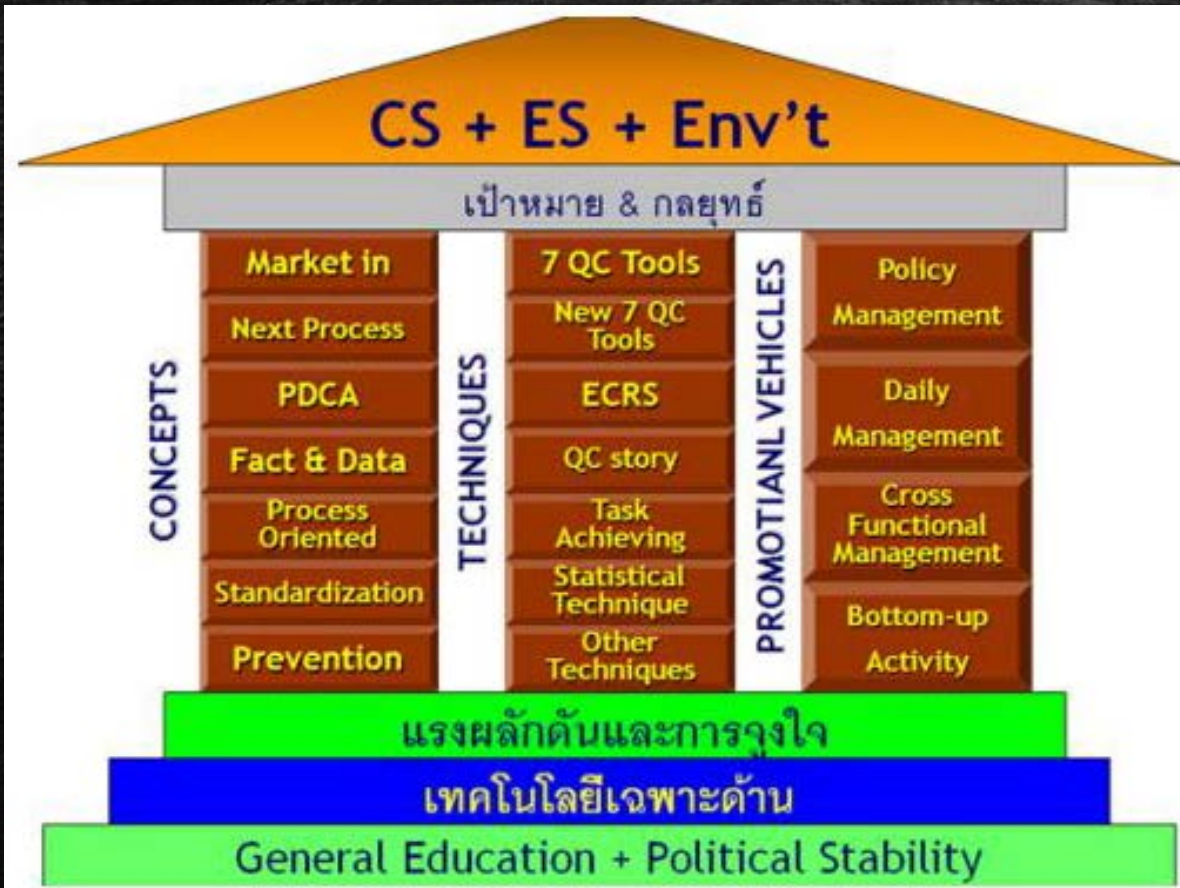 CS + ES + Env't
เป้าหมาย & กลยุทธ์
CONCEPTS
Market in
Next Process
PDCA
Fact & Data
Process
Oriented
Standardization
Prevention
TECHNIQUES
7 QC Tools
New 7 QC
Tools
ECRS
QC story
Task
Achieving
Statistical
Technique
Other
Techniques
PROMOTIANL VEHICLES
Policy
Management
Daily
Management
Cross
Functional
Management
Bottom-up
Activity
แรงผลักดันและการจูงใจ
เทคโนโลยีเฉพาะด้าน
General Education + Political Stability